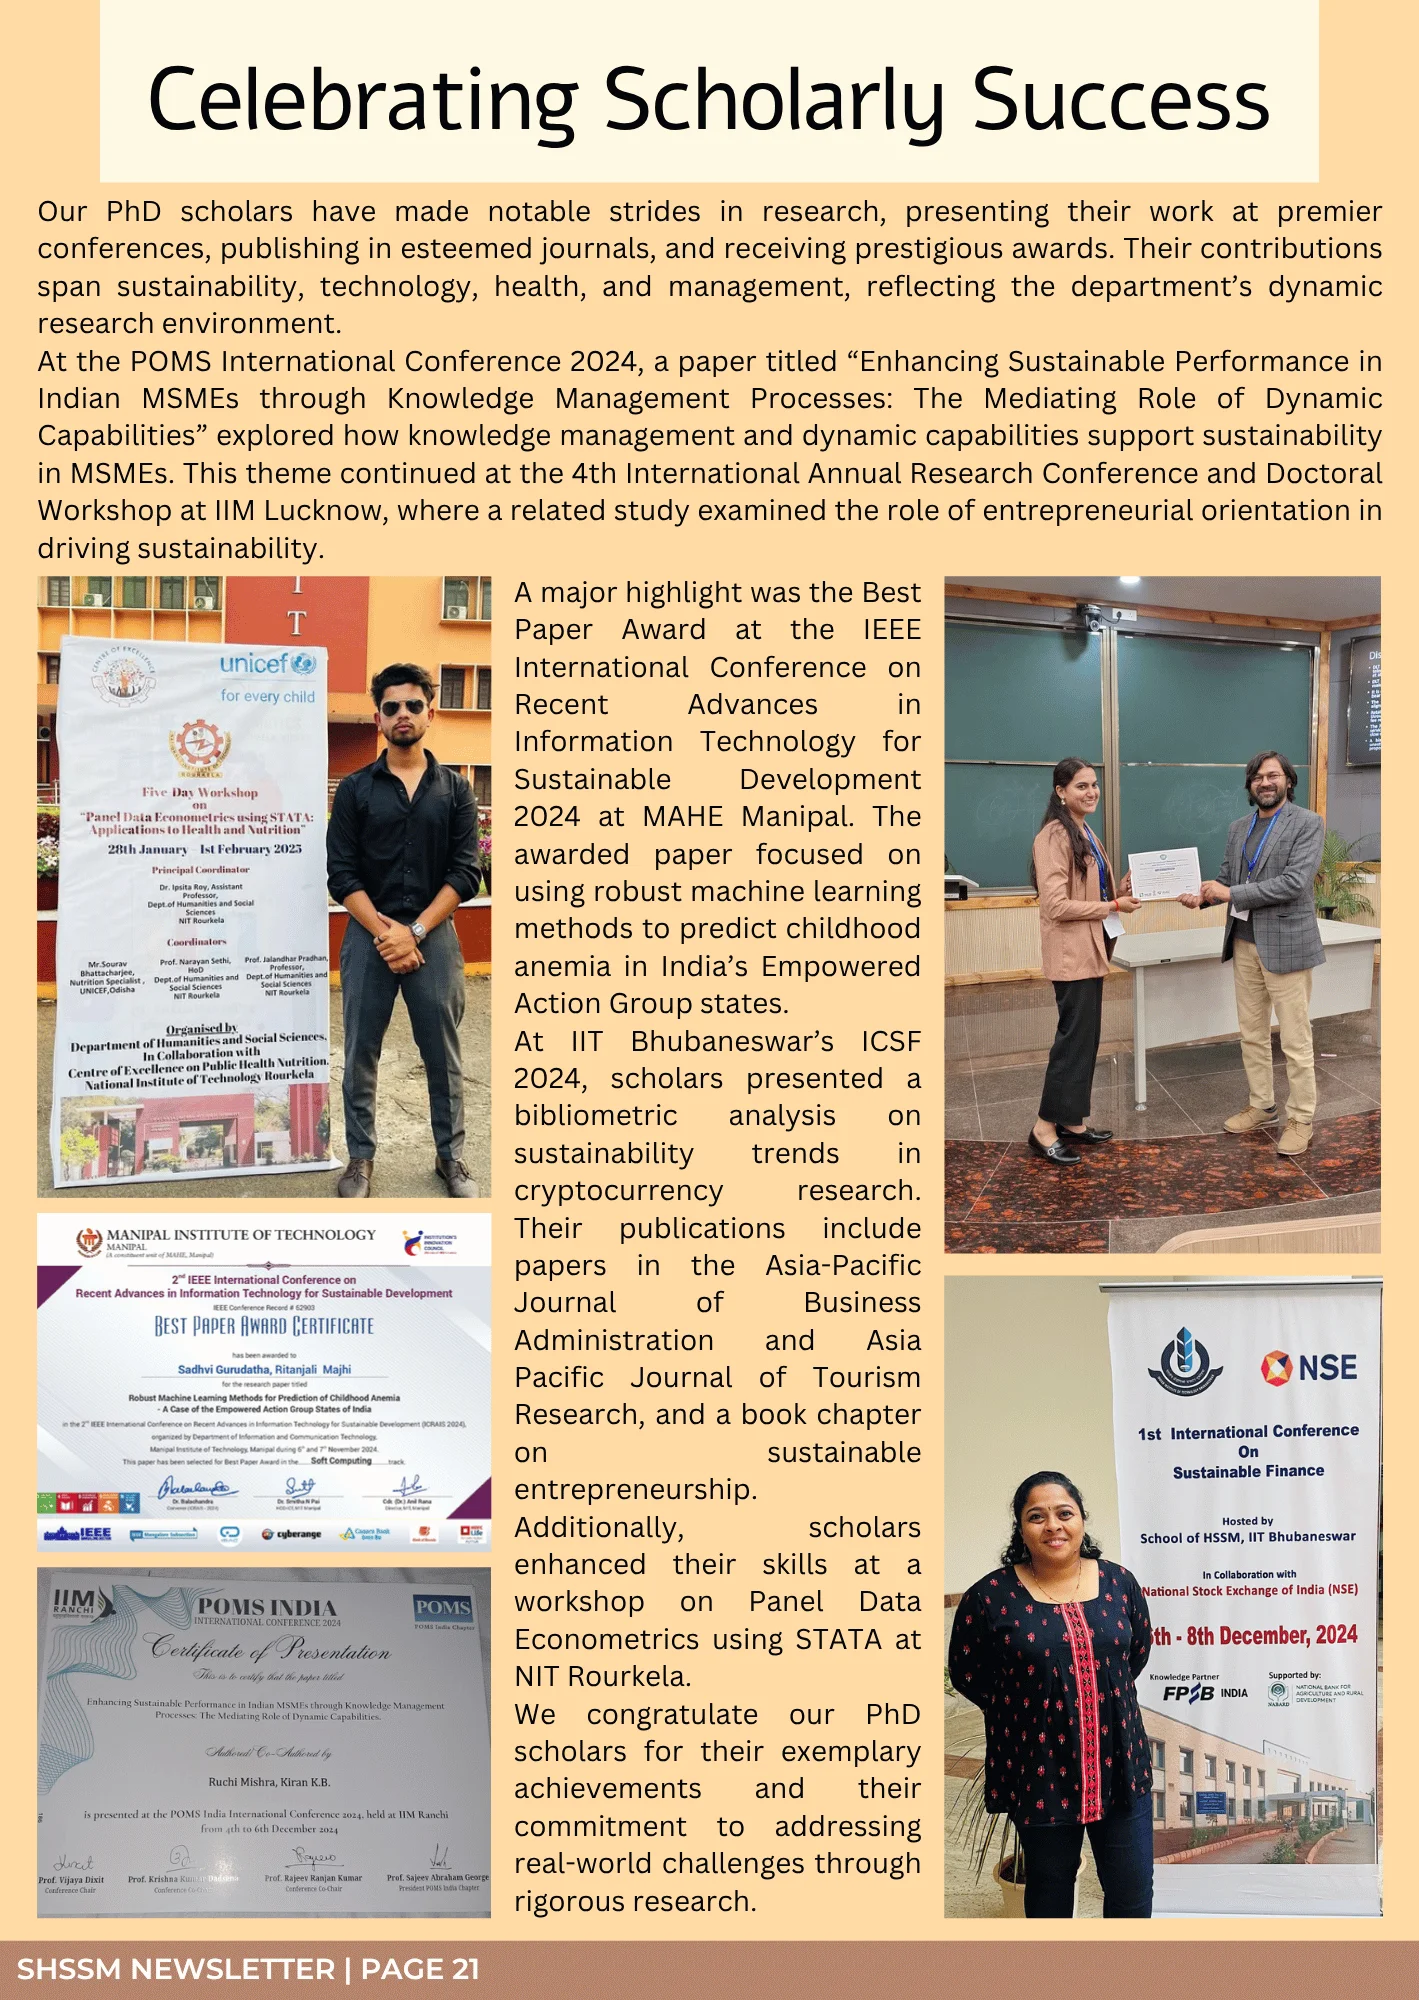 Celebrating Scholarly Success
Our PhD scholars have made notable strides in research, presenting their work at premier
conferences, publishing in esteemed journals, and receiving prestigious awards. Their contributions
span sustainability, technology, health, and management, reflecting the department’s dynamic
research environment.
At the POMS International Conference 2024, a paper titled “Enhancing Sustainable Performance in
Indian MSMEs through Knowledge Management Processes: The Mediating Role of Dynamic
Capabilities” explored how knowledge management and dynamic capabilities support sustainability
in MSMEs. This theme continued at the 4th International Annual Research Conference and Doctoral
Workshop at IIM Lucknow, where a related study examined the role of entrepreneurial orientation in
driving sustainability.
I
T
CENTRE OF EXCELLENCE
unicef
for every child
ROURKELA
Five Day Workshop
on
“Panel Data Econometrics using STATA:
Applications to Health and Nutrition”
28th January - 1st February 2025
Principal Coordinator
Dr. Ipsita Roy, Assistant
Professor,
Dept.of Humanities and Social
Sciences
NIT Rourkela
Coordinators
Mr.Sourav
Bhattacharjee,
Nutrition Specialist,
UNICEF,Odisha
Prof. Narayan Sethi,
HoD
Dept.of Humanities and
Social Sciences
NIT Rourkela
Prof. Jalandhar Pradhan,
Professor,
Dept.of Humanities and
Social Sciences
NIT Rourkela
Organised by
Department of Humanities and Social Sciences,
In Collaboration with
Centre of Excellence on Public Health Nutrition,
National Institute of Technology Rourkela
MANIPAL INSTITUTE OF TECHNOLOGY
MANIPAL
(A constituent unit of MAHE, Manipal)
INSTITUTION'S
INNOVATION
COUNCIL
2nd IEEE International Conference on
Recent Advances in Information Technology for Sustainable Development
IEEE Conference Record # 62903
BEST PAPER AWARD CERTIFICATE
has been awarded to
Sadhvi Gurudatha, Ritanjali Majhi
for the research paper titled
Robust Machine Learning Methods for Prediction of Childhood Anemia
- A Case of the Empowered Action Group States of India
in the 2nd IEEE International Conference on Recent Advances in Information Technology for Sustainable Development (ICRAIS 2024),
organized by Department of Information and Communication Technology,
Manipal Institute of Technology, Manipal during 6th and 7th November 2024.
This paper has been selected for Best Paper Award in the Soft Computing track.
Dr. Balachandra
Dr. Smitha N Pai
Cdr. (Dr.) Anil Rana
IEEE
cyberange
Canara Bank
IIM
RANCHI
POMS INDIA
INTERNATIONAL CONFERENCE 2024
POMS
POMS India Chapter
Certificate of Presentation
This is to certify that the paper titled
Enhancing Sustainable Performance in Indian MSMEs through Knowledge Management
Processes: The Mediating Role of Dynamic Capabilities.
Authored/ Co-Authored by
Ruchi Mishra, Kiran K.B.
is presented at the POMS India International Conference 2024, held at IIM Ranchi
from 4th to 6th December 2024
Prof. Vijaya Dixit
Conference Chair
Prof. Krishna Kumar Dadsena
Conference Co-Chair
Prof. Rajeev Ranjan Kumar
Conference Co-Chair
Prof. Sajeev Abraham George
President POMS India Chapter
A major highlight was the Best
Paper Award at the IEEE
International Conference on
Recent Advances in
Information Technology for
Sustainable Development
2024 at MAHE Manipal. The
awarded paper focused on
using robust machine learning
methods to predict childhood
anemia in India’s Empowered
Action Group states.
At IIT Bhubaneswar’s ICSF
2024, scholars presented a
bibliometric analysis on
sustainability trends in
cryptocurrency research.
Their publications include
papers in the Asia-Pacific
Journal of Business
Administration and Asia
Pacific Journal of Tourism
Research, and a book chapter
on sustainable
entrepreneurship.
Additionally, scholars
enhanced their skills at a
workshop on Panel Data
Econometrics using STATA at
NIT Rourkela.
We congratulate our PhD
scholars for their exemplary
achievements and their
commitment to addressing
real-world challenges through
rigorous research.
NSE
1st International Conference
On
Sustainable Finance
Hosted by
School of HSSM, IIT Bhubaneswar
In Collaboration with
National Stock Exchange of India (NSE)
6th - 8th December, 2024
Knowledge Partner
FPSB INDIA
Supported by:
NABARD
NATIONAL BANK FOR
AGRICULTURE AND RURAL
DEVELOPMENT
SHSSM NEWSLETTER | PAGE 21